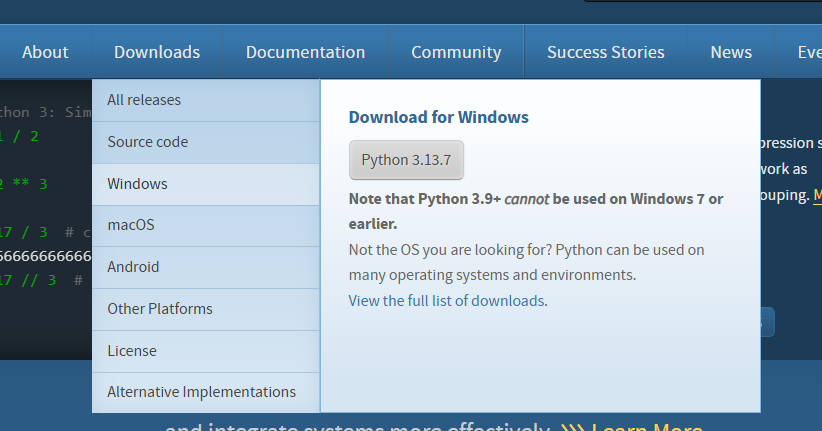 About Downloads Documentation Community Success Stories News
All releases
Source code
Windows
macOS
Android
Other Platforms
License
Alternative Implementations
Download for Windows
Python 3.13.7
Note that Python 3.9+ cannot be used on Windows 7 or
earlier.
Not the OS you are looking for? Python can be used on
many operating systems and environments.
View the full list of downloads.
thon 3: Sim
1 / 2
2 ** 3
17 / 3 # c
17 // 3 #
pression s
work as
ouping. M
and integrate systems more effectively. >>> Learn More